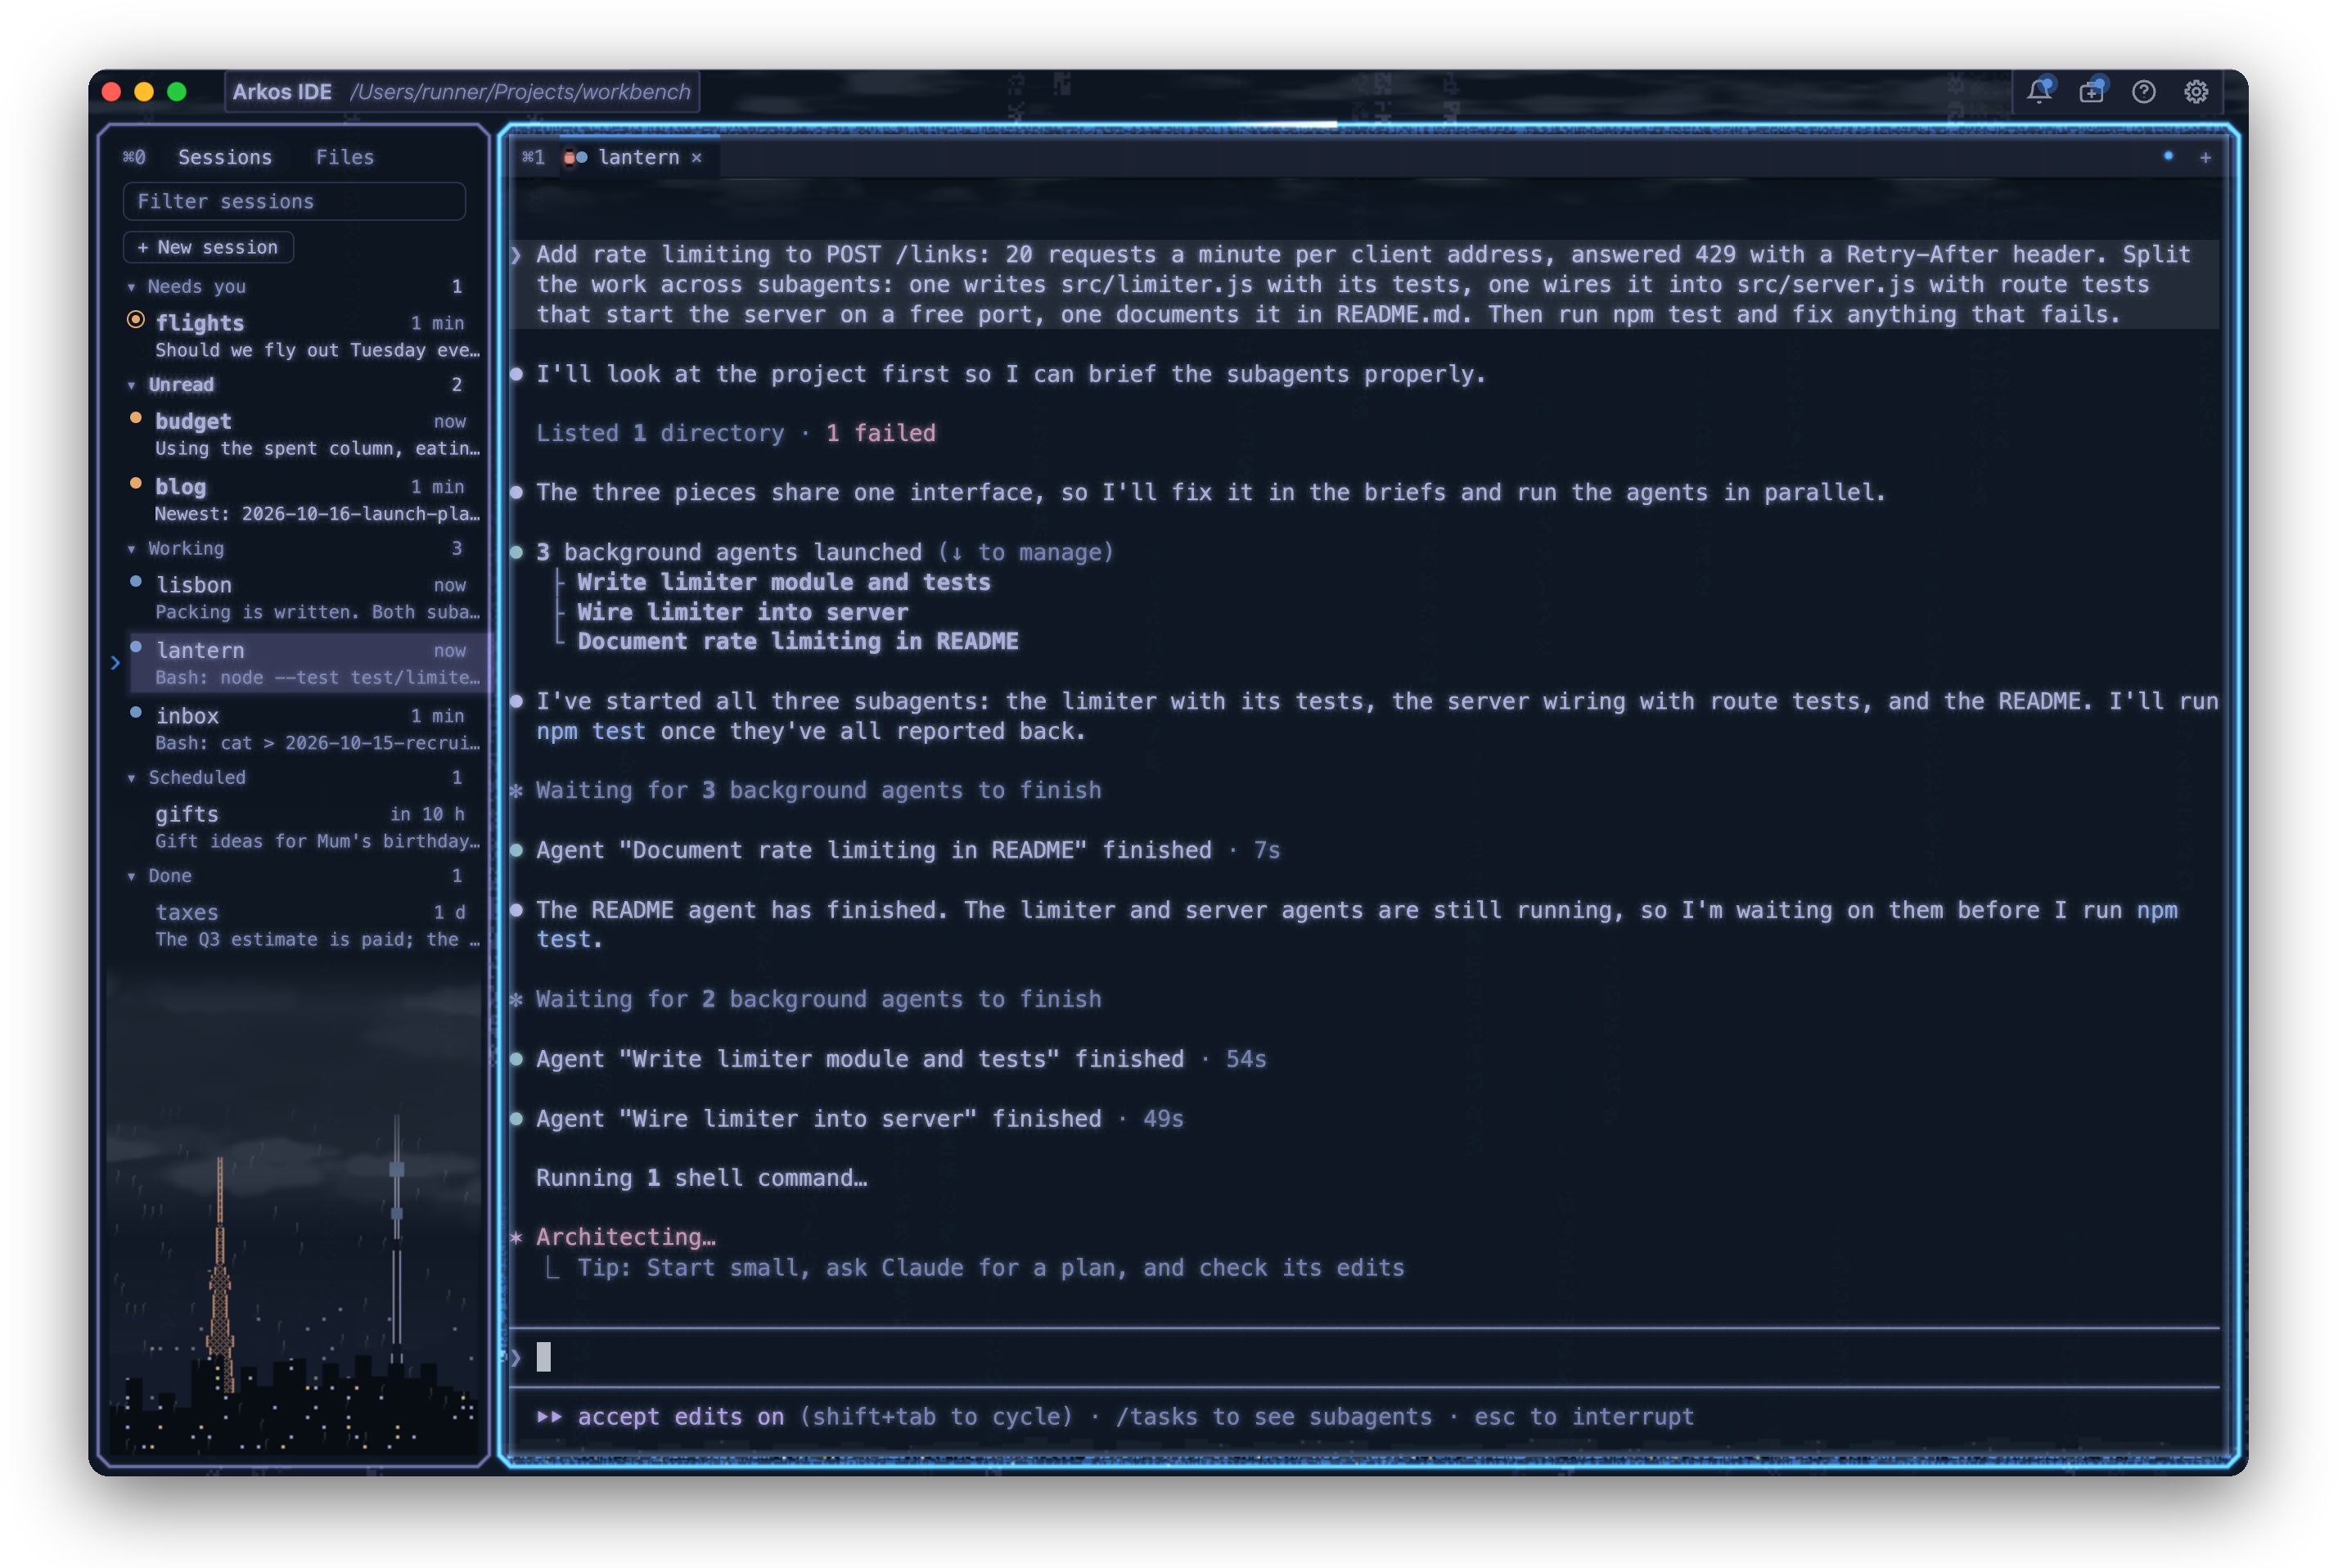 Arkos IDE /Users/runner/Projects/workbench
⌘0 Sessions Files
Filter sessions
+ New session
▾ Needs you 1
flights 1 min
Should we fly out Tuesday eve…
▾ Unread 2
budget now
Using the spent column, eatin…
blog 1 min
Newest: 2026-10-16-launch-pla…
▾ Working 3
lisbon now
Packing is written. Both suba…
lantern now
Bash: node --test test/limite…
inbox 1 min
Bash: cat > 2026-10-15-recrui…
▾ Scheduled 1
gifts in 10 h
Gift ideas for Mum's birthday…
▾ Done 1
taxes 1 d
The Q3 estimate is paid; the …
⌘1 lantern × +
❯ Add rate limiting to POST /links: 20 requests a minute per client address, answered 429 with a Retry-After header. Split
the work across subagents: one writes src/limiter.js with its tests, one wires it into src/server.js with route tests
that start the server on a free port, one documents it in README.md. Then run npm test and fix anything that fails.
● I'll look at the project first so I can brief the subagents properly.
Listed 1 directory · 1 failed
● The three pieces share one interface, so I'll fix it in the briefs and run the agents in parallel.
● 3 background agents launched (↓ to manage)
├ Write limiter module and tests
├ Wire limiter into server
└ Document rate limiting in README
● I've started all three subagents: the limiter with its tests, the server wiring with route tests, and the README. I'll run
npm test once they've all reported back.
✻ Waiting for 3 background agents to finish
● Agent "Document rate limiting in README" finished · 7s
● The README agent has finished. The limiter and server agents are still running, so I'm waiting on them before I run npm
test.
✻ Waiting for 2 background agents to finish
● Agent "Write limiter module and tests" finished · 54s
● Agent "Wire limiter into server" finished · 49s
Running 1 shell command…
✶ Architecting…
⎿ Tip: Start small, ask Claude for a plan, and check its edits
❯
⏵⏵ accept edits on (shift+tab to cycle) · /tasks to see subagents · esc to interrupt